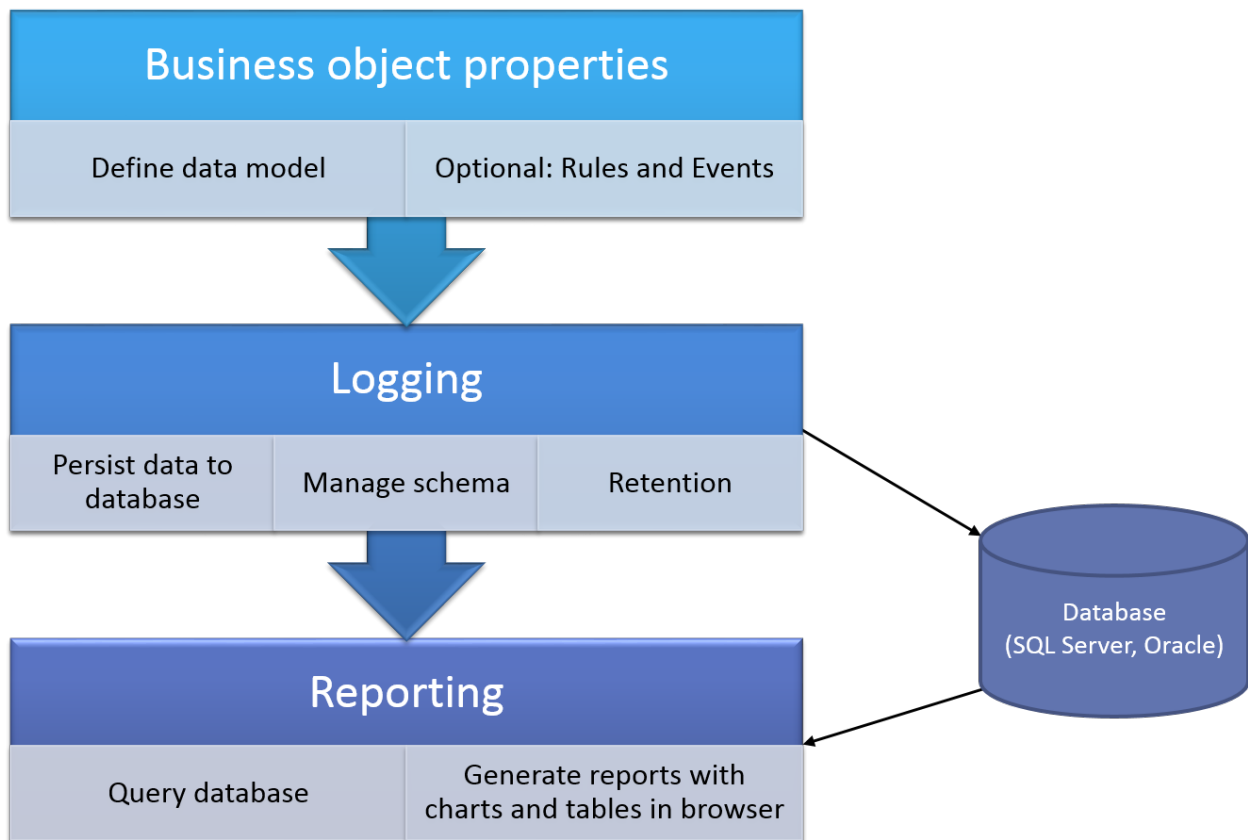 Business object properties
Define data model
Optional: Rules and Events
Logging
Persist data to
database
Manage schema
Retention
Database
(SQL Server, Oracle)
Reporting
Query database
Generate reports with
charts and tables in browser